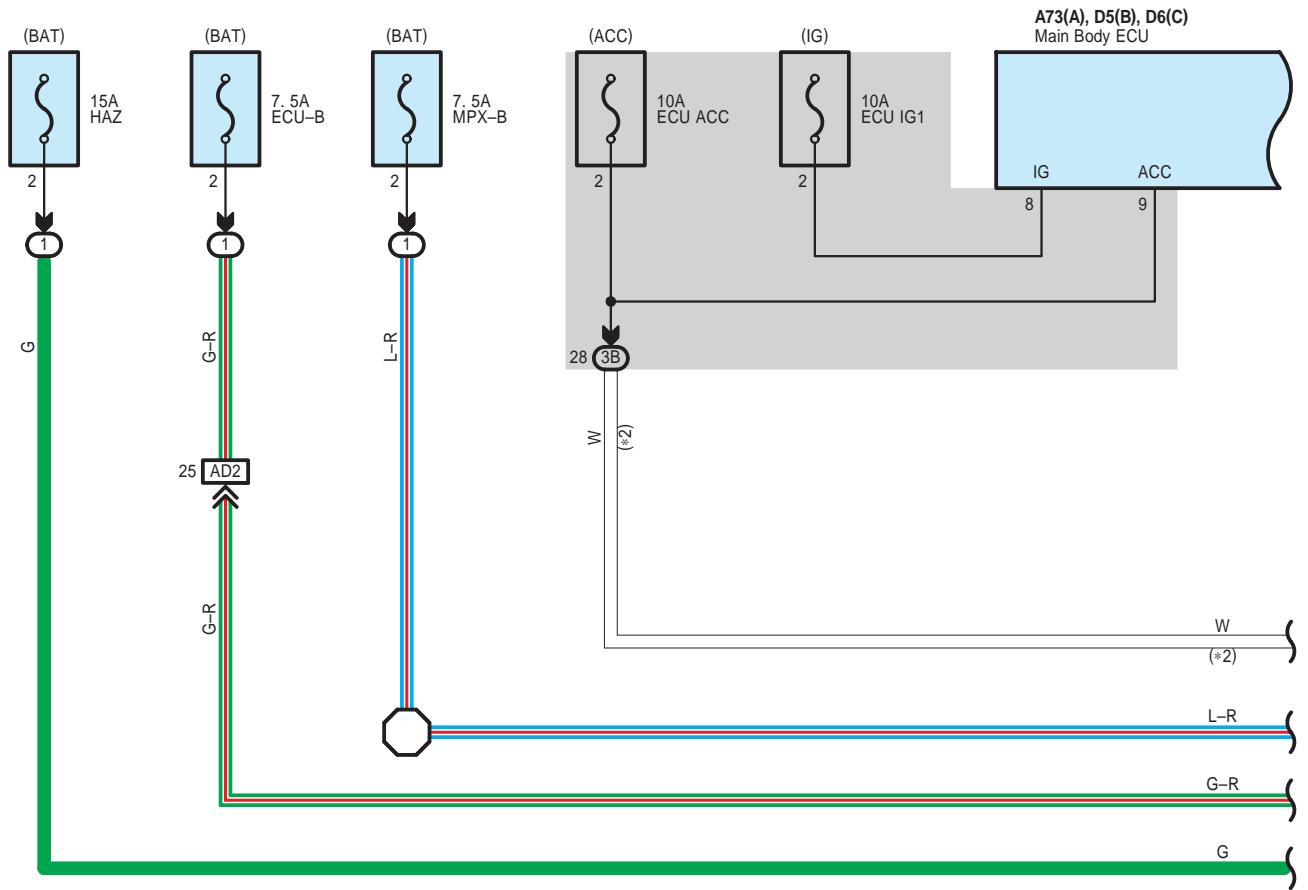 A73(A), D5(B), D6(C)
Main Body ECU
(BAT)
(BAT)
(BAT)
(ACC)
(IG)
15A
HAZ
7. 5A
ECU–B
7. 5A
MPX–B
10A
ECU ACC
10A
ECU IG1
IG
ACC
2
2
2
2
2
8
9
1
1
1
G
G–R
L–R
28
3B
W
(*2)
25
AD2
G–R
W
(*2)
L–R
G–R
G